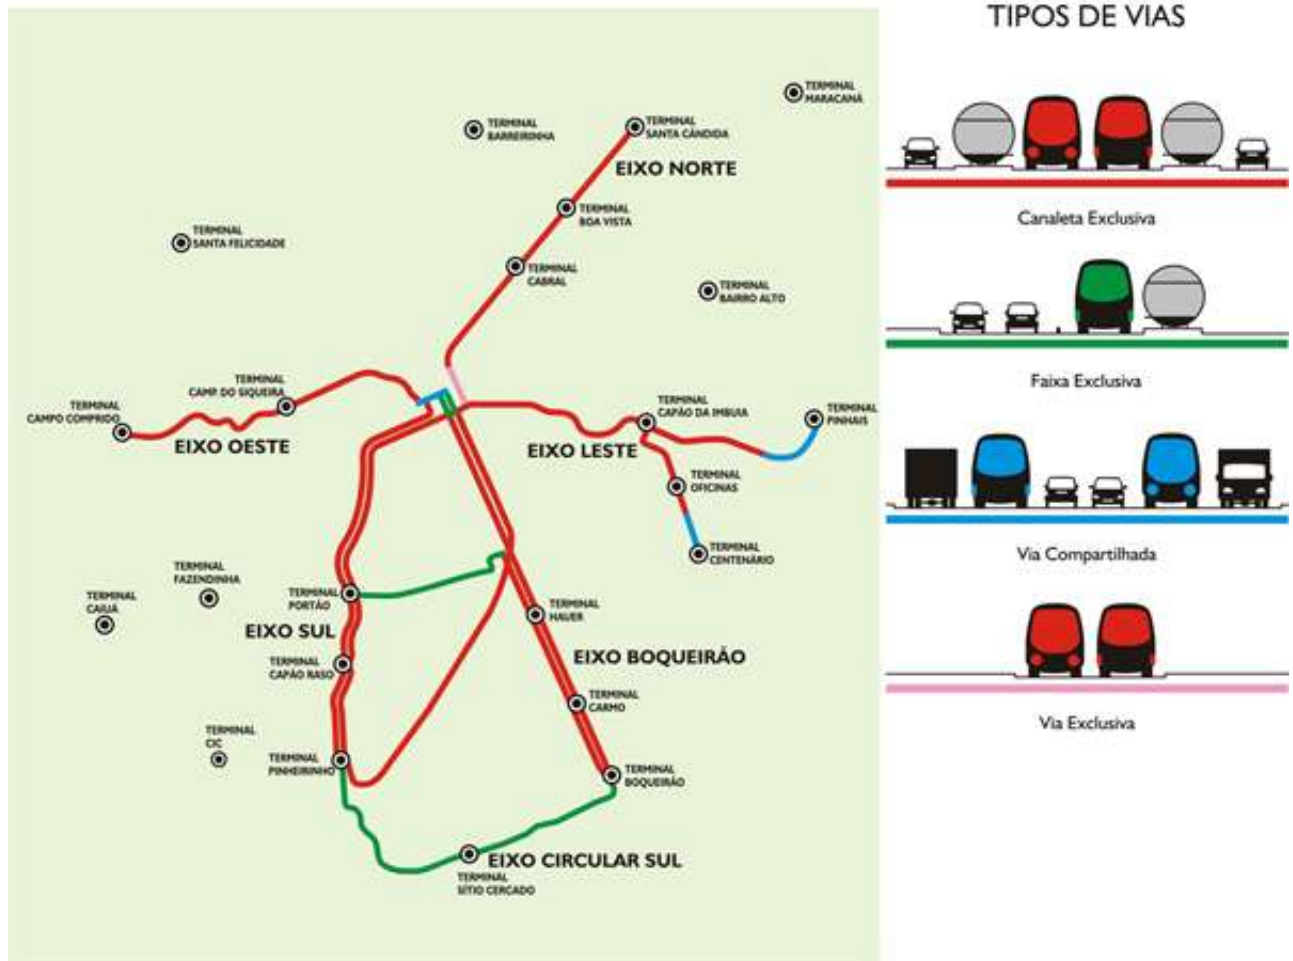 TIPOS DE VIAS
TERMINAL
MARACANÁ
TERMINAL
BARREIRINHA
TERMINAL
SANTA CÂNDIDA
EIXO NORTE
TERMINAL
BOA VISTA
TERMINAL
SANTA FELICIDADE
TERMINAL
CABRAL
TERMINAL
BAIRRO ALTO
Canaleta Exclusiva
Faixa Exclusiva
TERMINAL
CAMP. DO SIQUEIRA
TERMINAL
CAMPO COMPRIDO
EIXO OESTE
TERMINAL
CAPÃO DA IMBUIA
TERMINAL
PINHAIS
EIXO LESTE
TERMINAL
OFICINAS
TERMINAL
CENTENÁRIO
Via Compartilhada
TERMINAL
FAZENDINHA
TERMINAL
CAIUÁ
TERMINAL
PORTÃO
EIXO SUL
TERMINAL
HAUER
TERMINAL
CAPÃO RASO
EIXO BOQUEIRÃO
TERMINAL
CARMO
Via Exclusiva
TERMINAL
CIC
TERMINAL
PINHEIRINHO
TERMINAL
BOQUEIRÃO
EIXO CIRCULAR SUL
TERMINAL
SÍTIO CERCADO